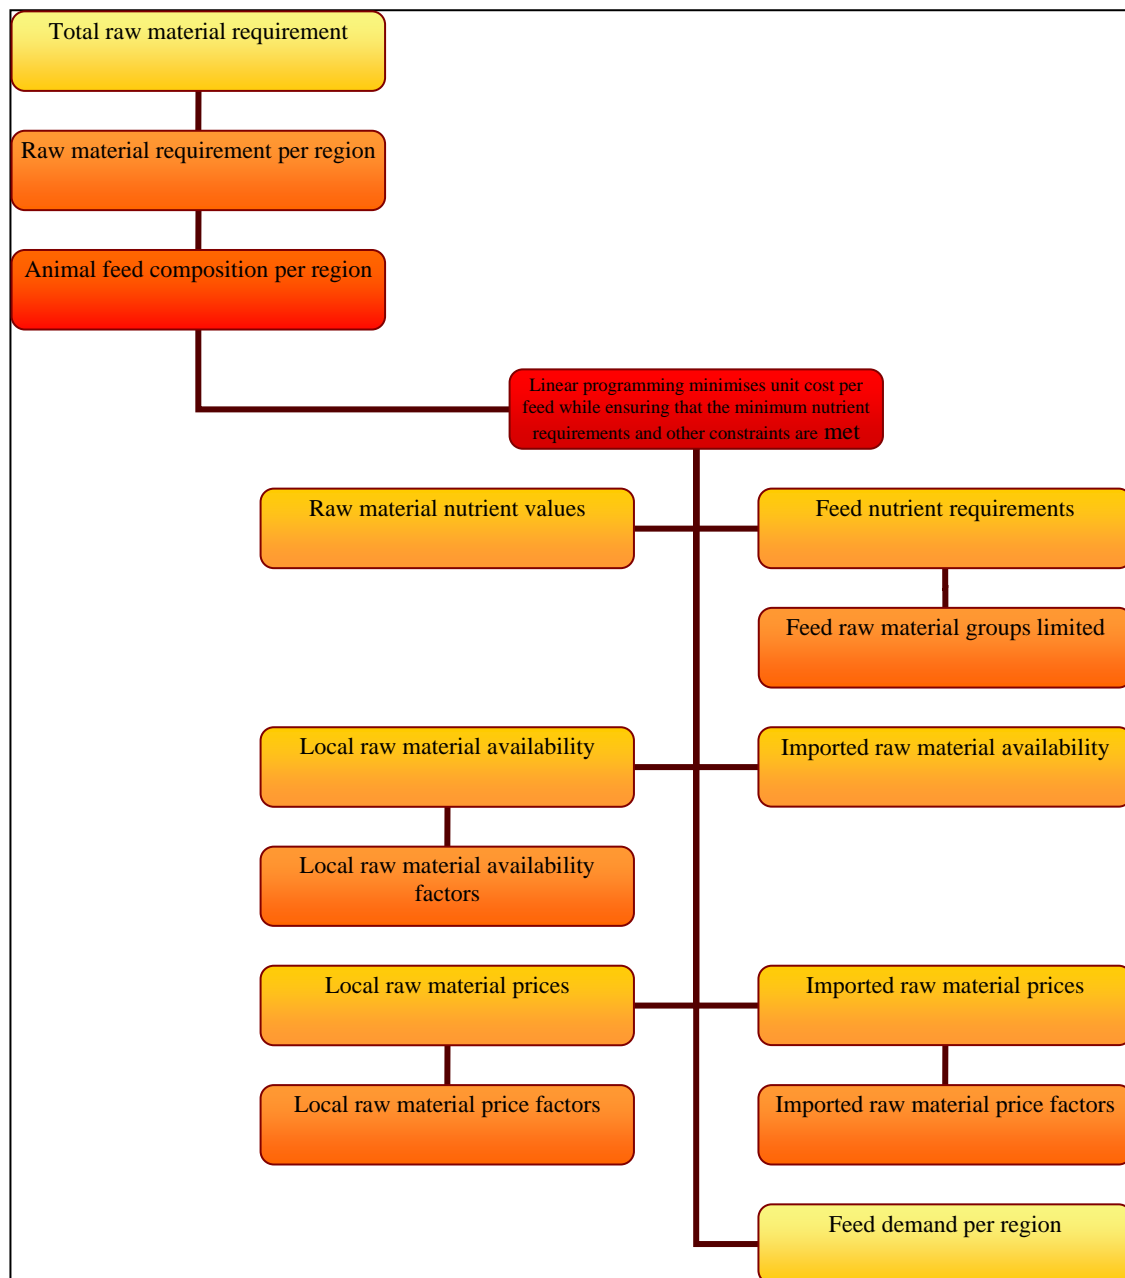 Total raw material requirement
Raw material requirement per region
Animal feed composition per region
Linear programming minimises unit cost per
feed while ensuring that the minimum nutrient
requirements and other constraints are met
Raw material nutrient values
Feed nutrient requirements
Feed raw material groups limited
Local raw material availability
Imported raw material availability
Local raw material availability
factors
Local raw material prices
Imported raw material prices
Local raw material price factors
Imported raw material price factors
Feed demand per region